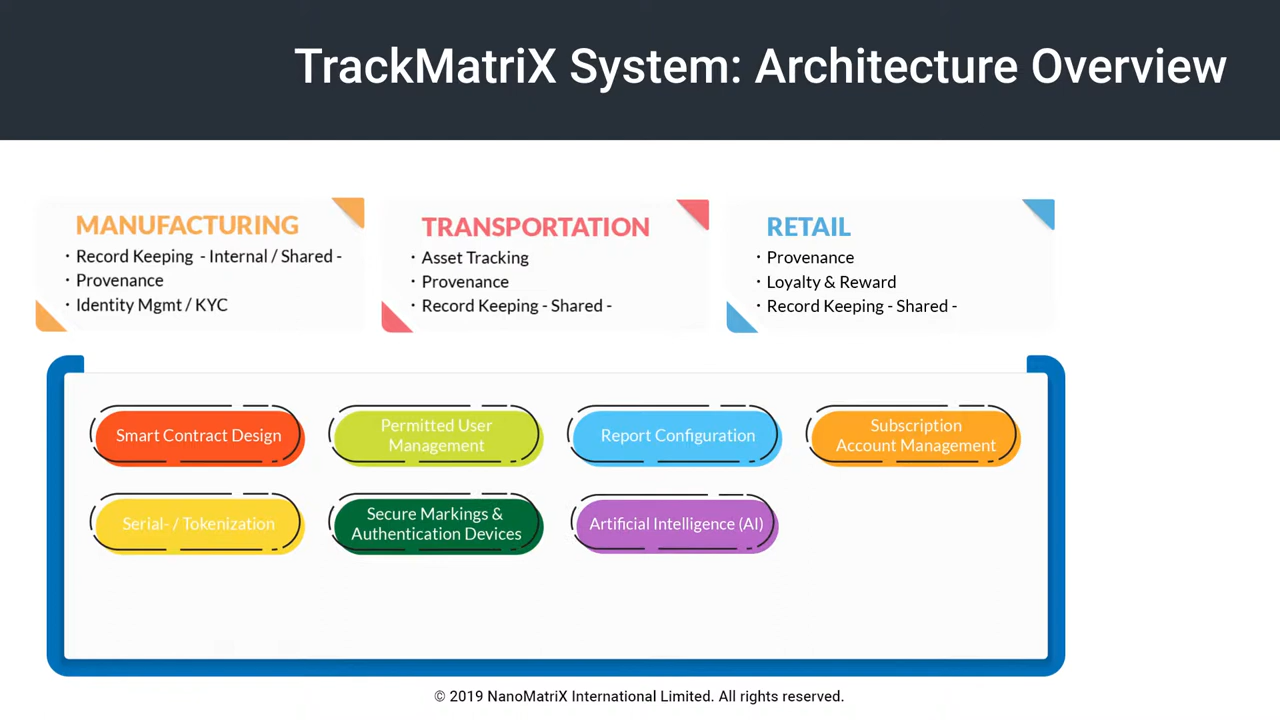 TrackMatriX System: Architecture Overview
MANUFACTURING
· Record Keeping - Internal / Shared -
· Provenance
· Identity Mgmt / KYC
TRANSPORTATION
· Asset Tracking
· Provenance
· Record Keeping - Shared -
RETAIL
· Provenance
· Loyalty & Reward
· Record Keeping - Shared -
Smart Contract Design
Permitted User
Management
Report Configuration
Subscription
Account Management
Serial- / Tokenization
Secure Markings &
Authentication Devices
Artificial Intelligence (AI)
© 2019 NanoMatriX International Limited. All rights reserved.